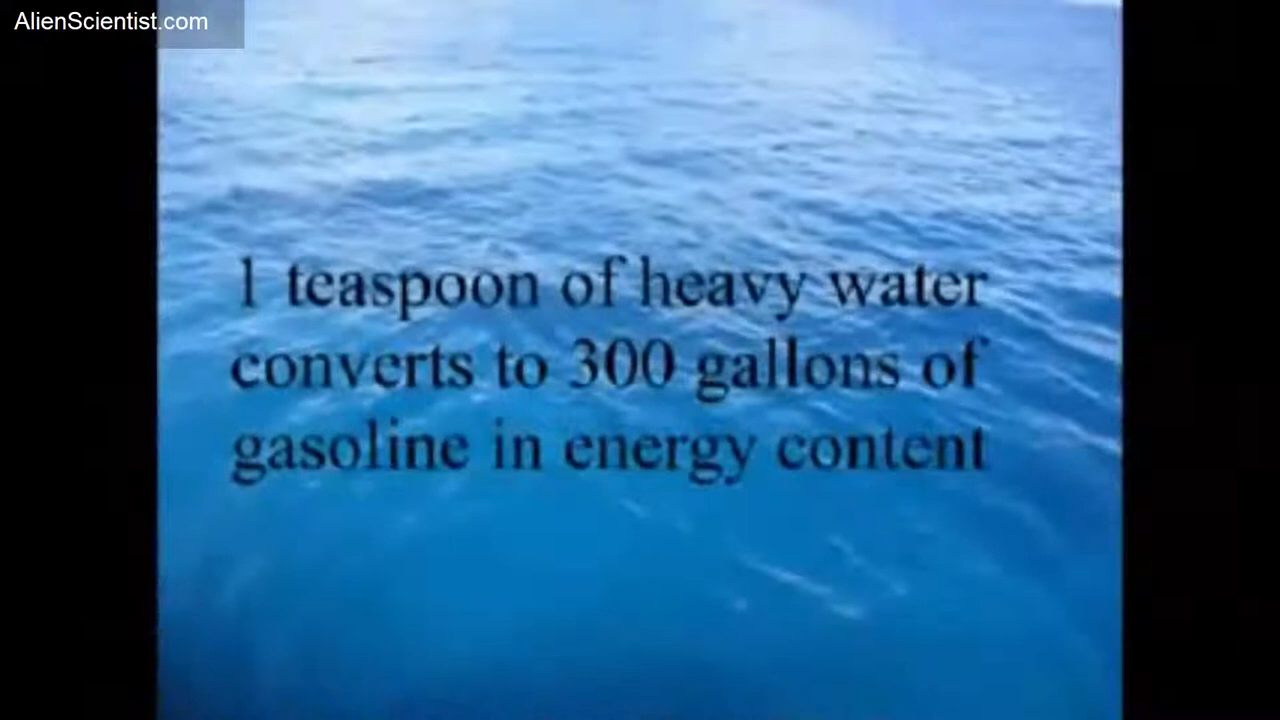 AlienScientist.com
1 teaspoon of heavy water
converts to 300 gallons of
gasoline in energy content